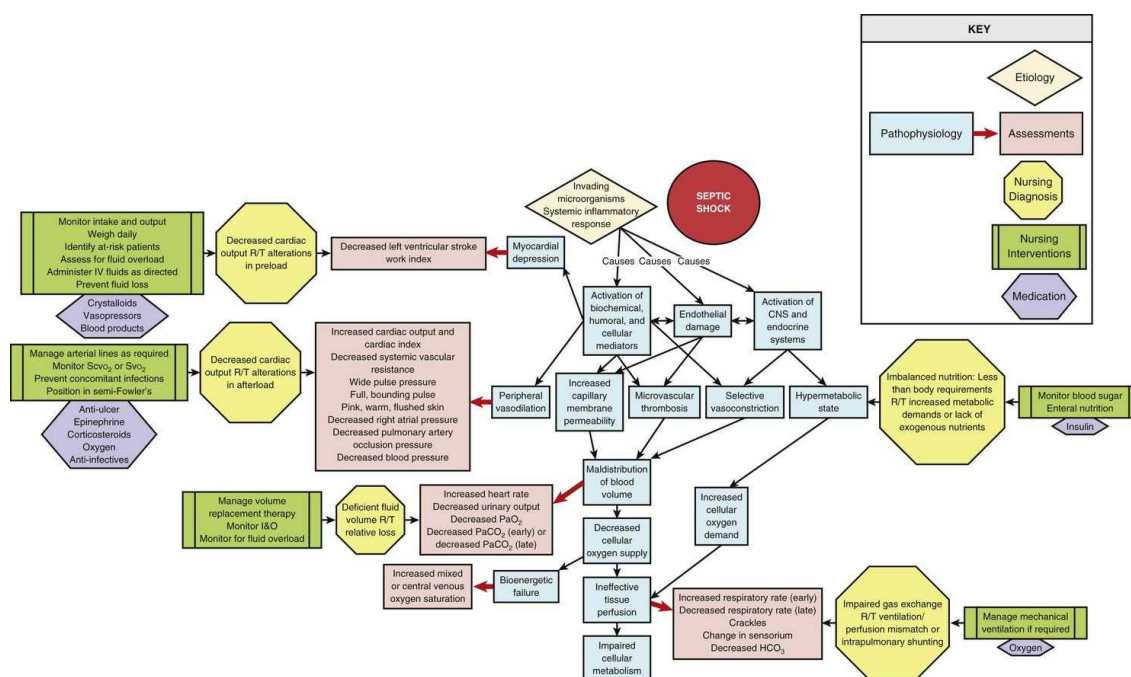 KEY
Etiology
Pathophysiology
Assessments
Nursing
Diagnosis
Nursing
Interventions
Medication
SEPTIC
SHOCK
Invading
microorganisms
Systemic inflammatory
response
Causes Causes Causes
Monitor intake and output
Weigh daily
Identify at-risk patients
Assess for fluid overload
Administer IV fluids as directed
Prevent fluid loss
Crystalloids
Vasopressors
Blood products
Decreased cardiac
output R/T alterations
in preload
Decreased left ventricular stroke
work index
Myocardial
depression
Activation of
biochemical,
humoral, and
cellular
mediators
Endothelial
damage
Activation of
CNS and
endocrine
systems
Manage arterial lines as required
Monitor Scvo₂ or Svo₂
Prevent concomitant infections
Position in semi-Fowler's
Anti-ulcer
Epinephrine
Corticosteroids
Oxygen
Anti-infectives
Decreased cardiac
output R/T alterations
in afterload
Increased cardiac output and
cardiac index
Decreased systemic vascular
resistance
Wide pulse pressure
Full, bounding pulse
Pink, warm, flushed skin
Decreased right atrial pressure
Decreased pulmonary artery
occlusion pressure
Decreased blood pressure
Peripheral
vasodilation
Increased
capillary
membrane
permeability
Microvascular
thrombosis
Selective
vasoconstriction
Hypermetabolic
state
Imbalanced nutrition: Less
than body requirements
R/T increased metabolic
demands or lack of
exogenous nutrients
Monitor blood sugar
Enteral nutrition
Insulin
Maldistribution
of blood
volume
Manage volume
replacement therapy
Monitor I&O
Monitor for fluid overload
Deficient fluid
volume R/T
relative loss
Increased heart rate
Decreased urinary output
Decreased PaO₂
Decreased PaCO₂ (early) or
decreased PaCO₂ (late)
Decreased
cellular
oxygen supply
Increased
cellular
oxygen
demand
Increased mixed
or central venous
oxygen saturation
Bioenergetic
failure
Ineffective
tissue
perfusion
Increased respiratory rate (early)
Decreased respiratory rate (late)
Crackles
Change in sensorium
Decreased HCO₃
Impaired gas exchange
R/T ventilation/
perfusion mismatch or
intrapulmonary shunting
Manage mechanical
ventilation if required
Oxygen
Impaired
cellular
metabolism